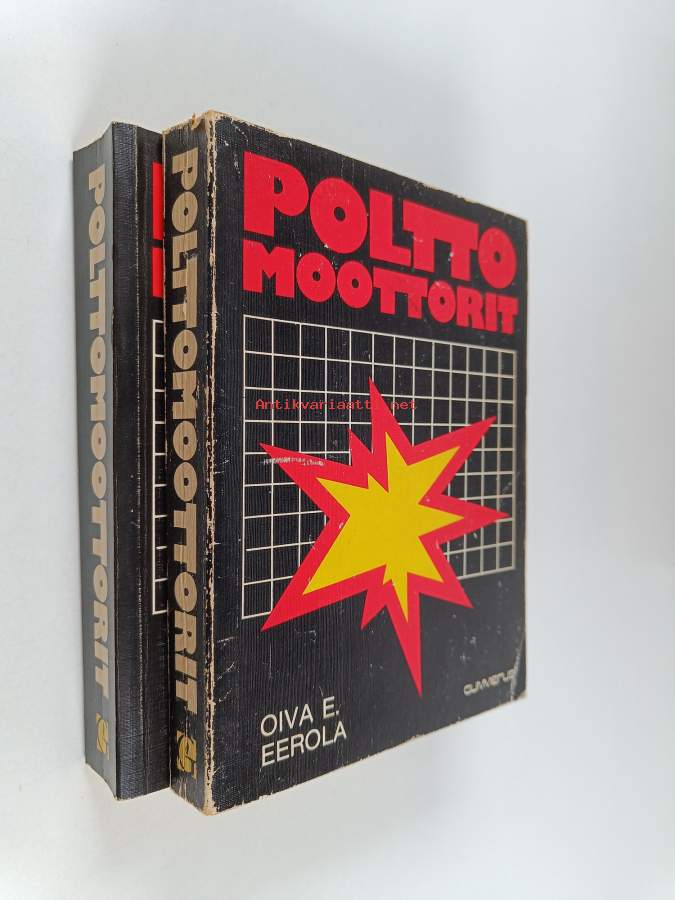 POLTTOMOOTTORIT
POLTTOMOOTTORIT
POLTTO
MOOTTORIT
Antikvariaatti.net
OIVA E.
EEROLA